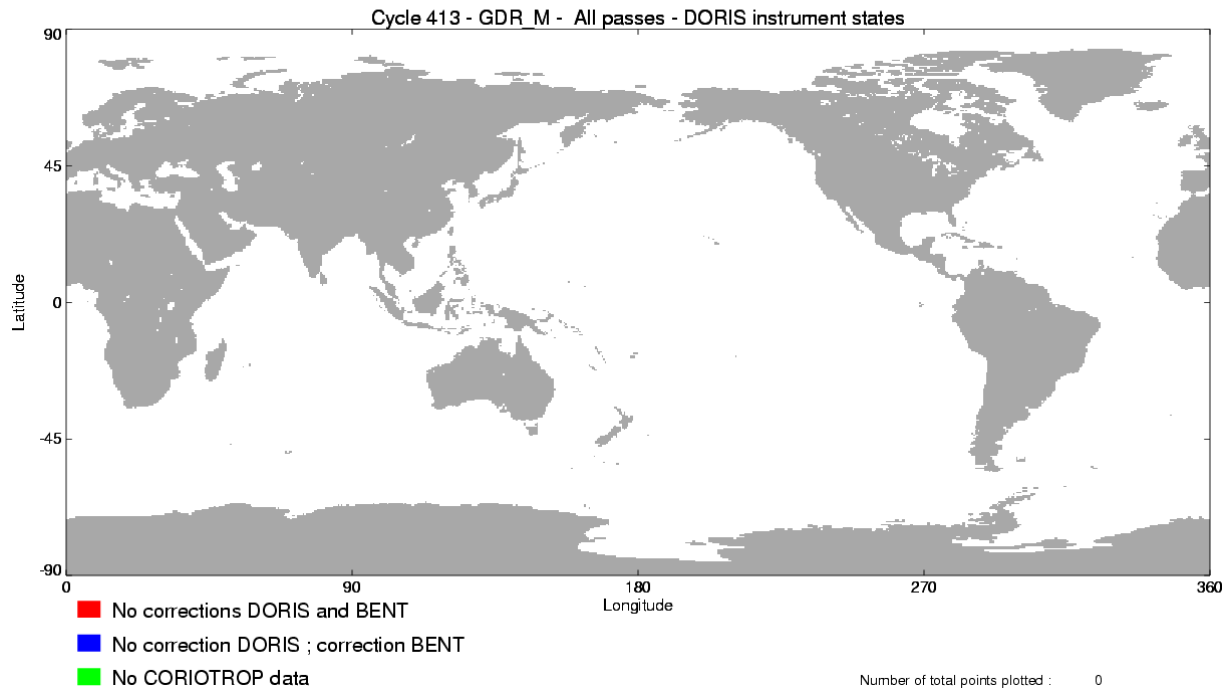 Cycle 413 - GDR_M - All passes - DORIS instrument states
90
45
0
-45
-90
Latitude
0 90 180 270 360
Longitude
No corrections DORIS and BENT
No correction DORIS ; correction BENT
No CORIOTROP data
Number of total points plotted : 0